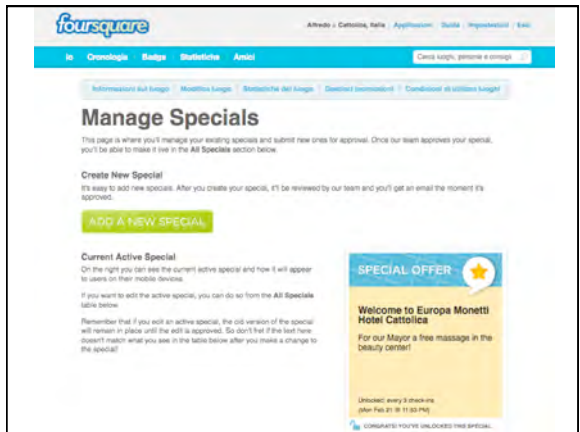 foursquare
Alfredo a Cattolica, Italia | Applicazioni | Guida | Impostazioni | Esci
Io Cronologia Badge Statistiche Amici
Cerca luoghi, persone e consigli
Informazioni sul luogo | Modifica luogo | Statistiche del luogo | Gestisci promozioni | Condizioni di utilizzo luoghi
Manage Specials
This page is where you'll manage your existing specials and submit new ones for approval. Once our team approves your special,
you'll be able to make it live in the All Specials section below.
Create New Special
It's easy to add new specials. After you create your special, it'll be reviewed by our team and you'll get an email the moment it's
approved.
ADD A NEW SPECIAL
Current Active Special
On the right you can see the current active special and how it will appear
to users on their mobile devices.
If you want to edit the active special, you can do so from the All Specials
table below.
Remember that if you edit an active special, the old version of the special
will remain in place until the edit is approved. So don't fret if the text here
doesn't match what you see in the table below after you make a change to
the special!
SPECIAL OFFER
Welcome to Europa Monetti
Hotel Cattolica
For our Mayor a free massage in the
beauty center!
Unlocked: every 3 check-ins
(Mon Feb 21 @ 11:03 PM)
CONGRATS! YOU'VE UNLOCKED THIS SPECIAL